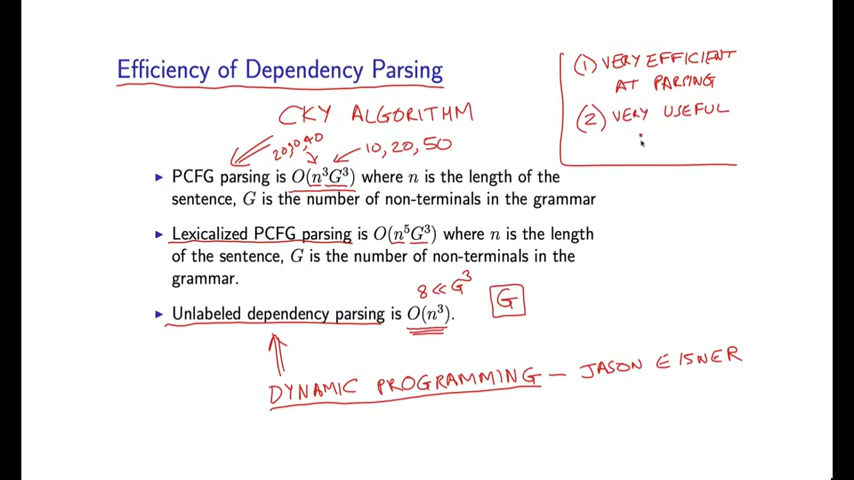 Efficiency of Dependency Parsing
(1) VERY EFFICIENT
AT PARSING
(2) VERY USEFUL
CKY ALGORITHM
20,30,40
10, 20, 50
▶ PCFG parsing is O(n³G³) where n is the length of the
sentence, G is the number of non-terminals in the grammar
▶ Lexicalized PCFG parsing is O(n⁵G³) where n is the length
of the sentence, G is the number of non-terminals in the
grammar.
8 << G³
G
▶ Unlabeled dependency parsing is O(n³).
DYNAMIC PROGRAMMING – JASON EISNER